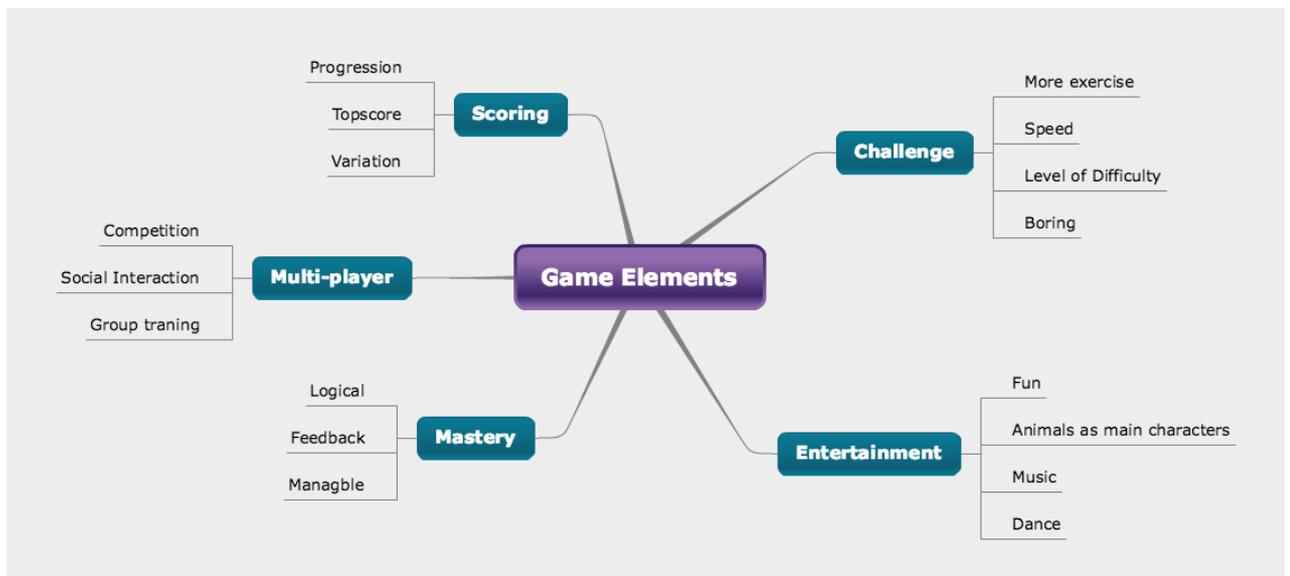 Game Elements
Scoring
Progression
Topscore
Variation
Challenge
More exercise
Speed
Level of Difficulty
Boring
Multi-player
Competition
Social Interaction
Group traning
Mastery
Logical
Feedback
Managble
Entertainment
Fun
Animals as main characters
Music
Dance